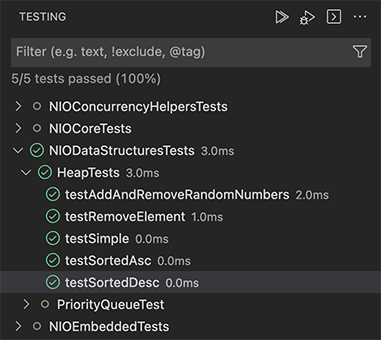 TESTING
Filter (e.g. text, !exclude, @tag)
5/5 tests passed (100%)
NIOConcurrencyHelpersTests
NIOCoreTests
NIODataStructuresTests 3.0ms
HeapTests 3.0ms
testAddAndRemoveRandomNumbers 2.0ms
testRemoveElement 1.0ms
testSimple 0.0ms
testSortedAsc 0.0ms
testSortedDesc 0.0ms
PriorityQueueTest
NIOEmbeddedTests